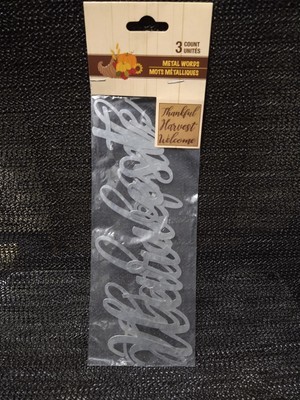 3 COUNT
UNITÉS
METAL WORDS
MOTS MÉTALLIQUES
Thankful
Harvest
Welcome